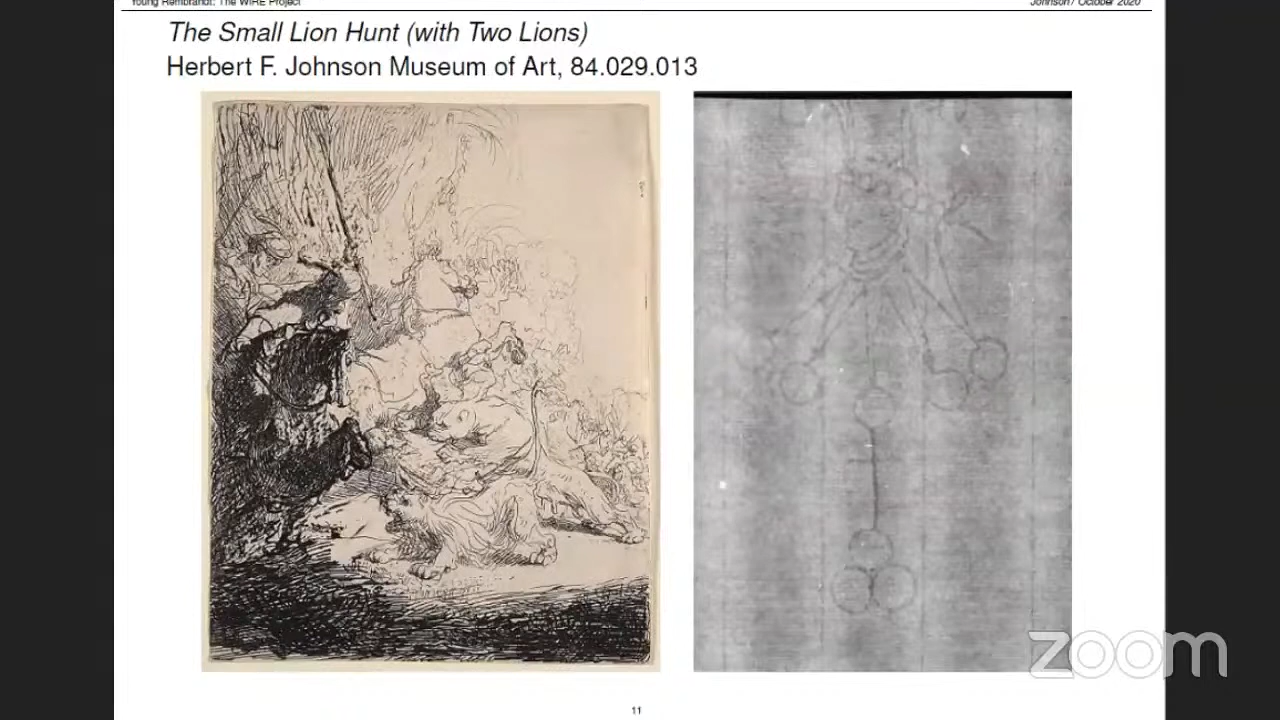 Young Rembrandt: The WIRE Project
Johnson / October 2020
The Small Lion Hunt (with Two Lions)
Herbert F. Johnson Museum of Art, 84.029.013
11
zoom